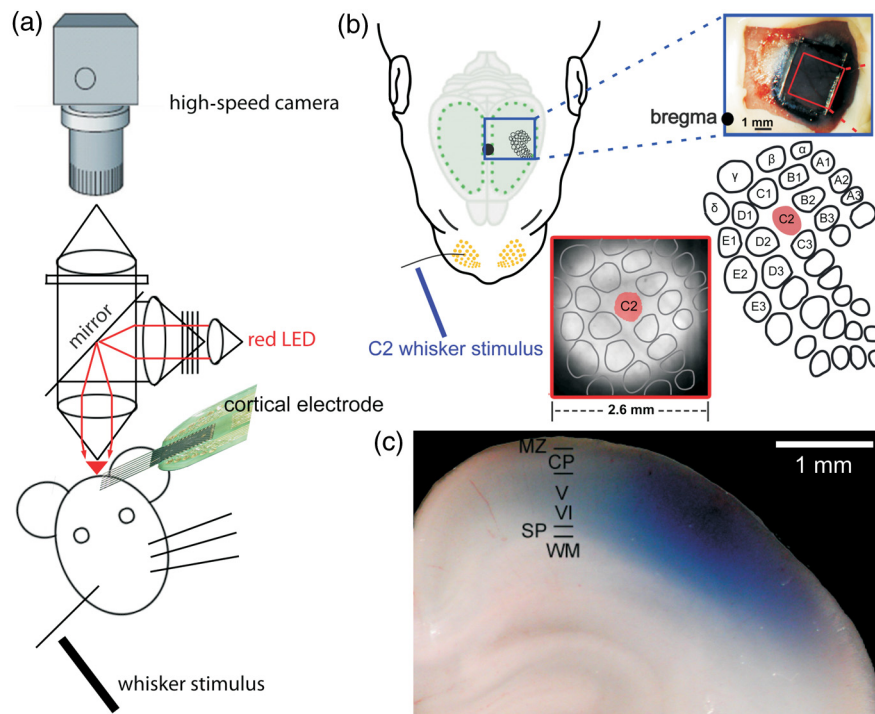 (a)
high-speed camera
mirror
red LED
cortical electrode
whisker stimulus
(b)
bregma
1 mm
C2 whisker stimulus
C2
2.6 mm
α
β
A1
γ
B1
A2
C1
B2
A3
δ
D1
C2
B3
E1
D2
C3
E2
D3
E3
(c)
MZ
CP
V
VI
SP
WM
1 mm